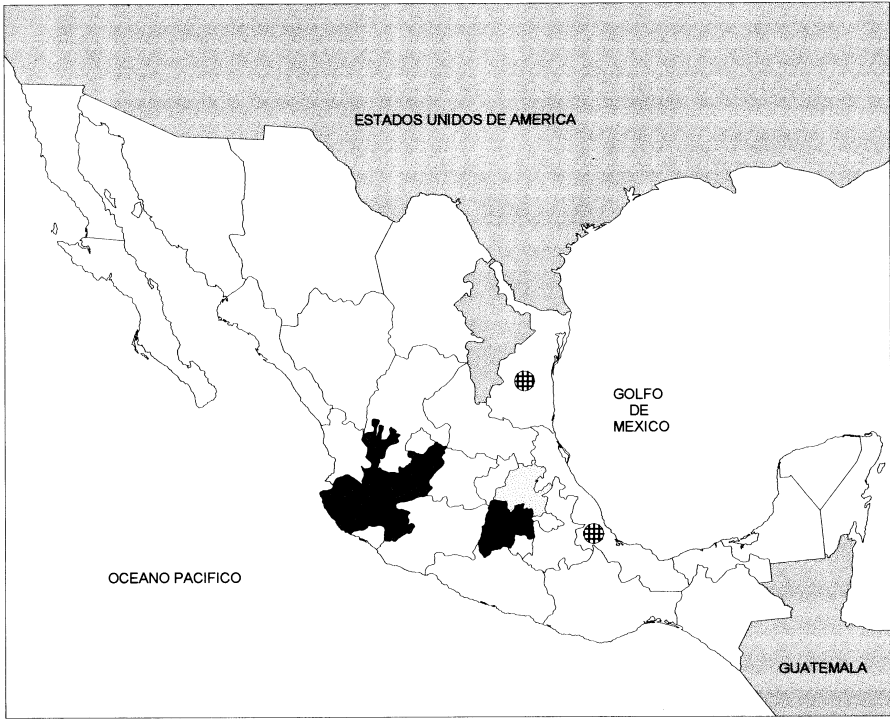 ESTADOS UNIDOS DE AMERICA
GOLFO
DE
MEXICO
OCEANO PACIFICO
GUATEMALA